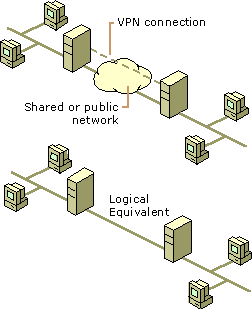 VPN connection
Shared or public
network
Logical
Equivalent